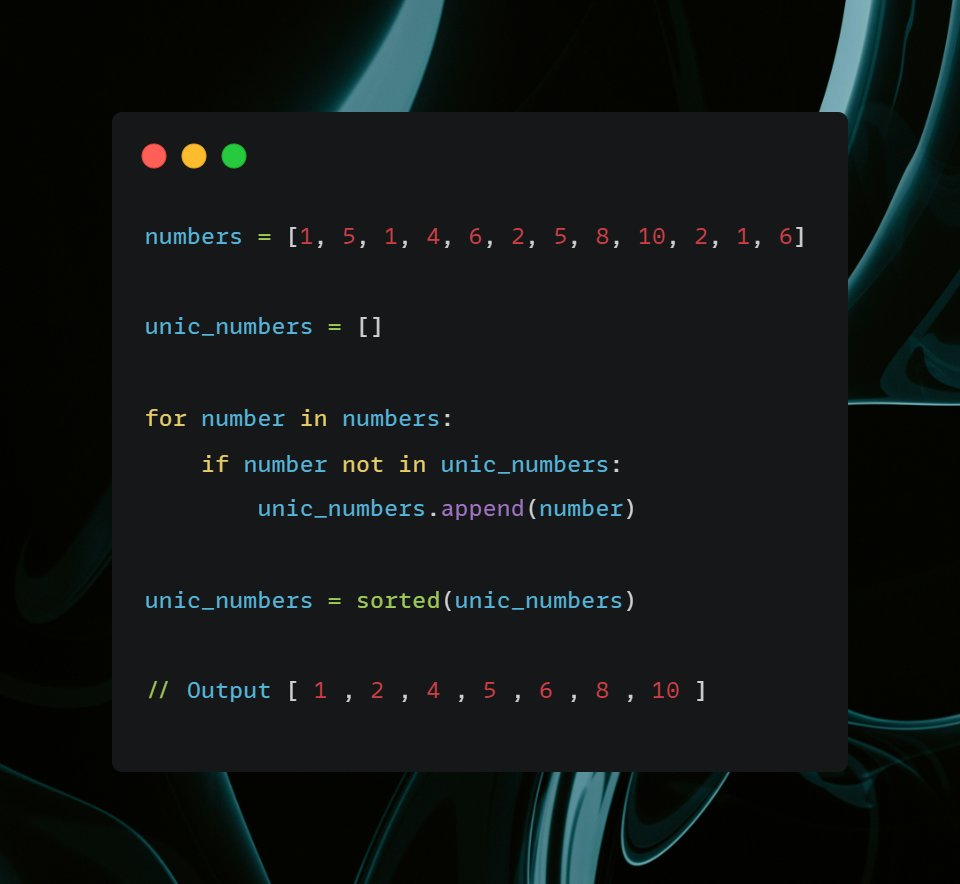 numbers = [1, 5, 1, 4, 6, 2, 5, 8, 10, 2, 1, 6]
unic_numbers = []
for number in numbers:
    if number not in unic_numbers:
        unic_numbers.append(number)
unic_numbers = sorted(unic_numbers)
// Output [ 1 , 2 , 4 , 5 , 6 , 8 , 10 ]